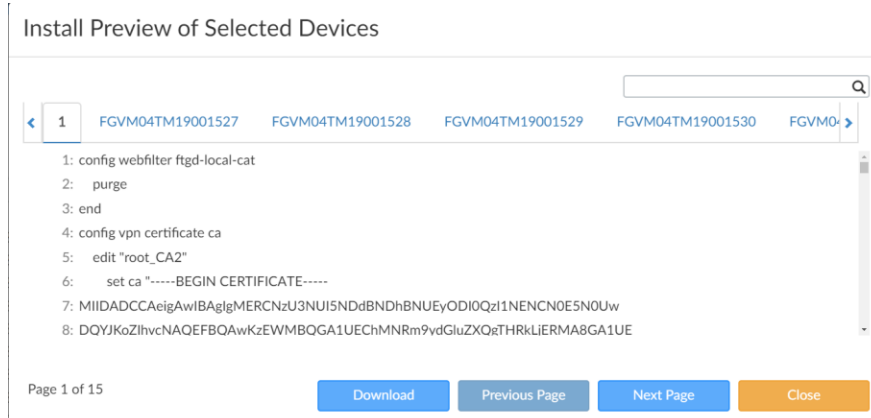 Install Preview of Selected Devices
1 FGVM04TM19001527 FGVM04TM19001528 FGVM04TM19001529 FGVM04TM19001530 FGVM04
1: config webfilter ftgd-local-cat
2: purge
3: end
4: config vpn certificate ca
5: edit "root_CA2"
6: set ca "-----BEGIN CERTIFICATE-----
7: MIIDADCCAeigAwIBAgIgMERCNzU3NUI5NDdBNDhBNUEyODI0QzI1NENCN0E5N0Uw
8: DQYJKoZIhvcNAQEFBQAwKzEWMBQGA1UEChMNRm9ydGluZXQgTHRkLjERMA8GA1UE
Page 1 of 15 Download Previous Page Next Page Close